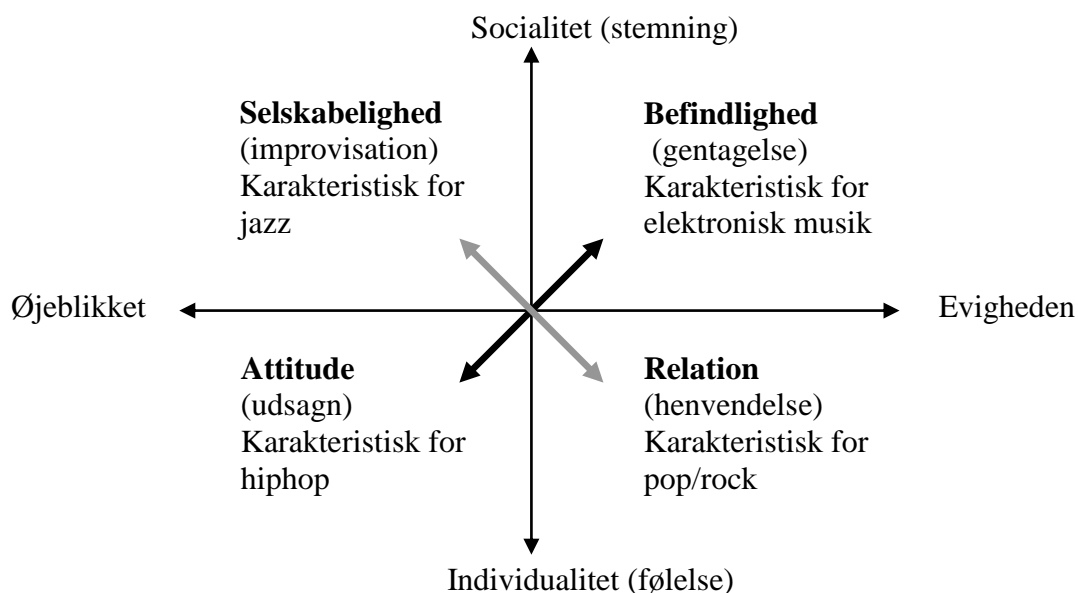 Socialitet (stemning)
Selskabelighed
(improvisation)
Karakteristisk for
jazz
Befindlighed
(gentagelse)
Karakteristisk for
elektronisk musik
Øjeblikket
Evigheden
Attitude
(udsagn)
Karakteristisk for
hiphop
Relation
(henvendelse)
Karakteristisk for
pop/rock
Individualitet (følelse)